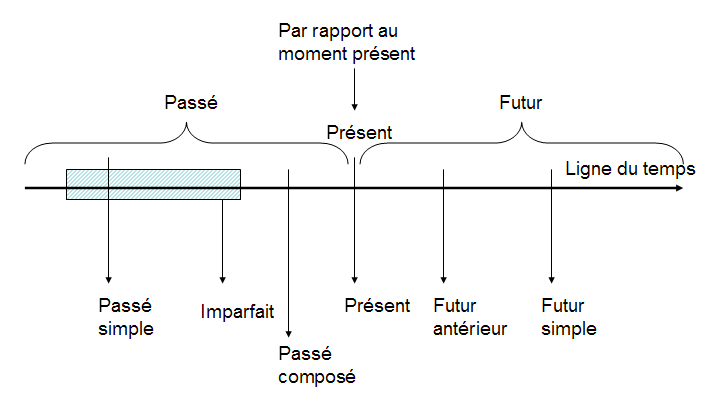 Par rapport au
moment présent
Passé
Futur
Présent
Ligne du temps
Passé
simple
Imparfait
Passé
composé
Présent
Futur
antérieur
Futur
simple